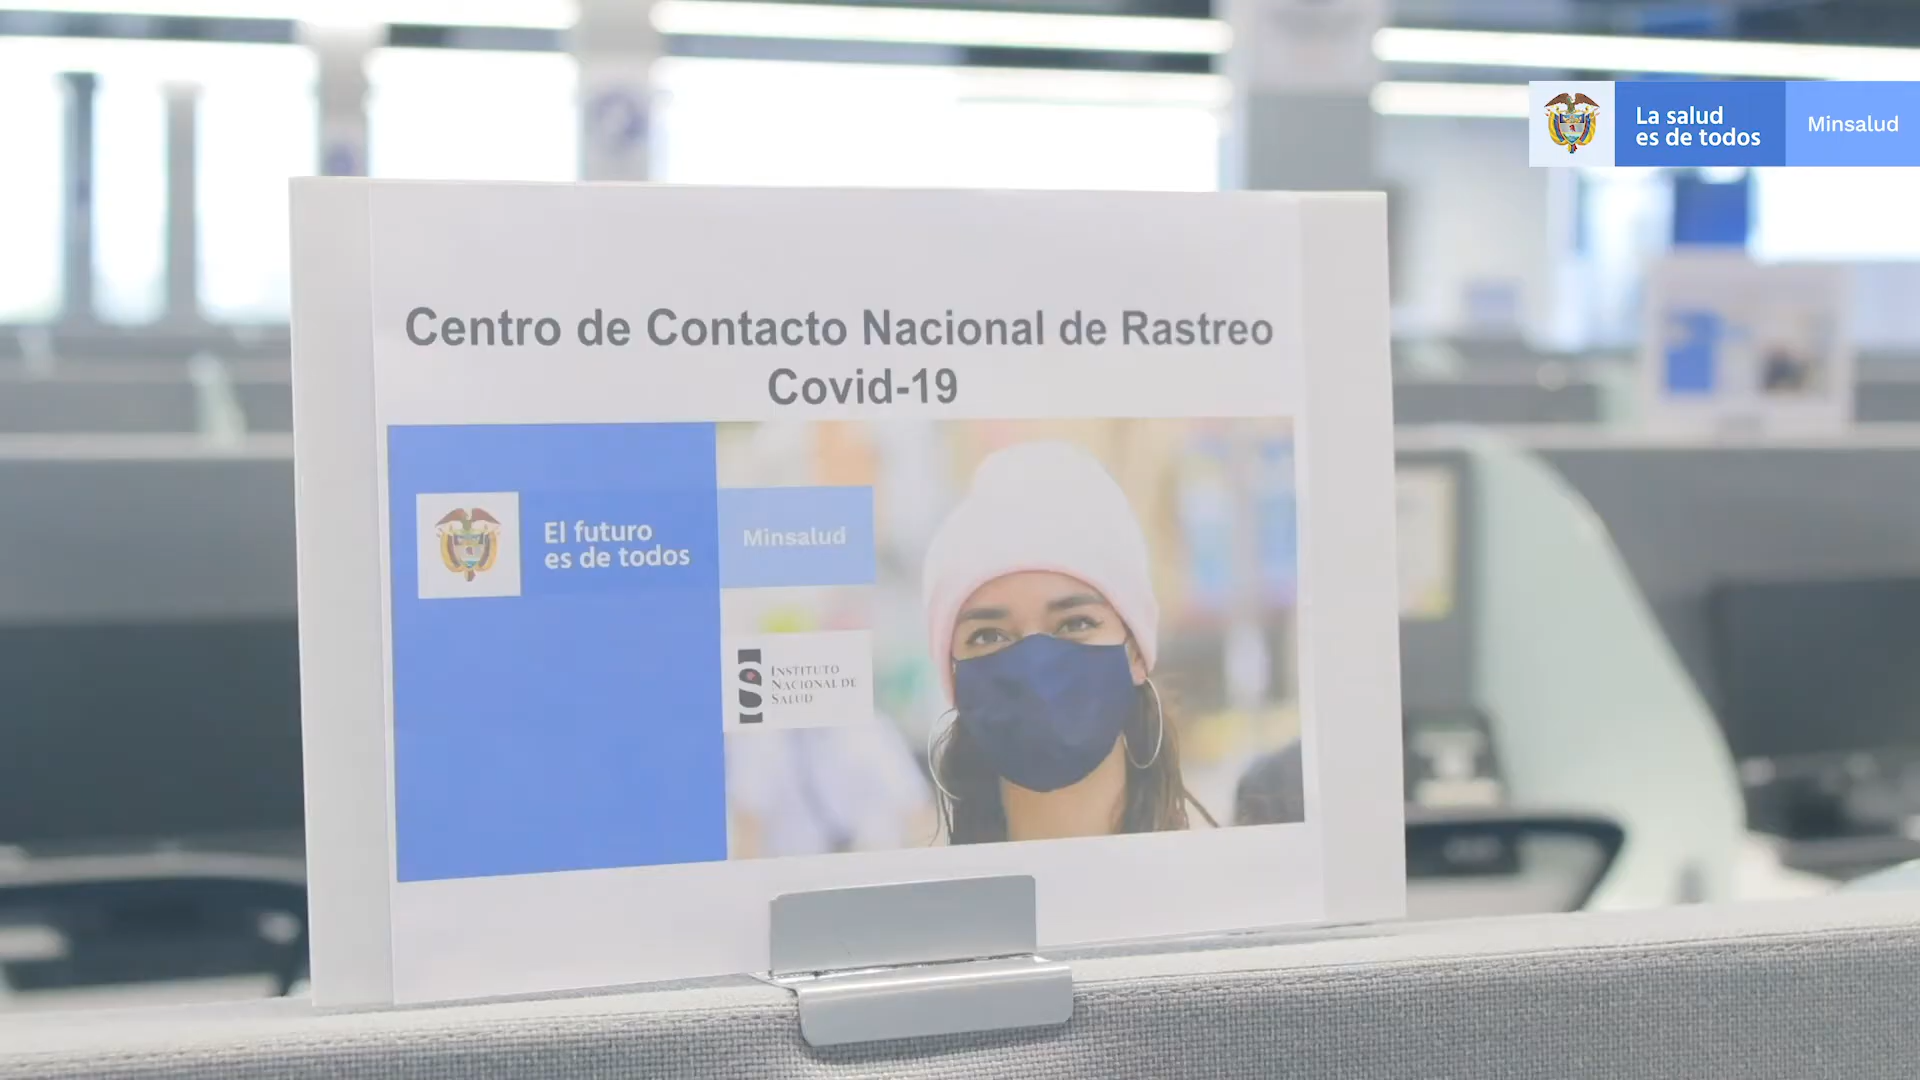 La salud
es de todos
Minsalud
Centro de Contacto Nacional de Rastreo
Covid-19
El futuro
es de todos
Minsalud
INSTITUTO
NACIONAL DE
SALUD